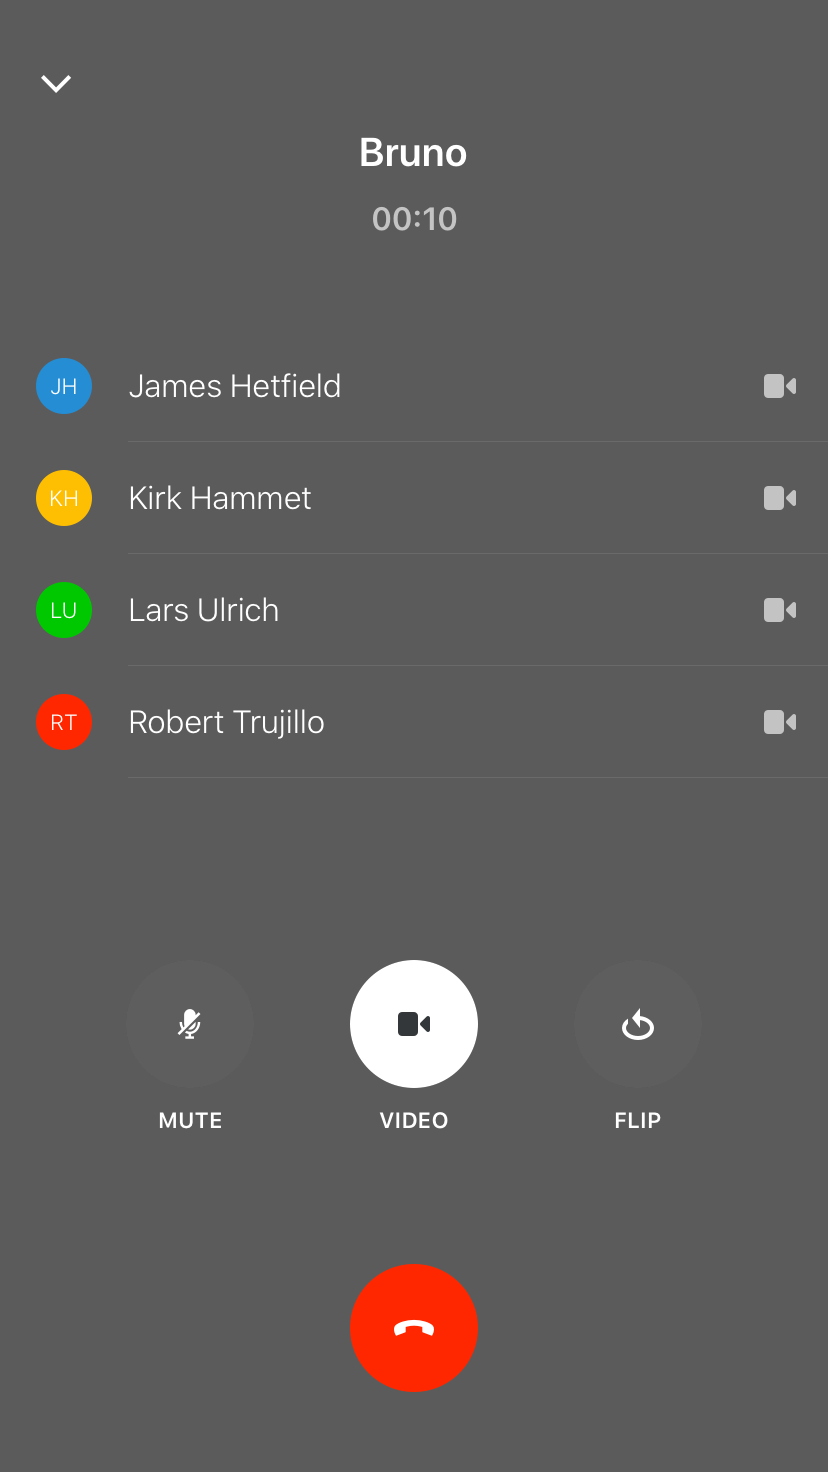 Bruno
00:10
JH James Hetfield
KH Kirk Hammet
LU Lars Ulrich
RT Robert Trujillo
MUTE VIDEO FLIP